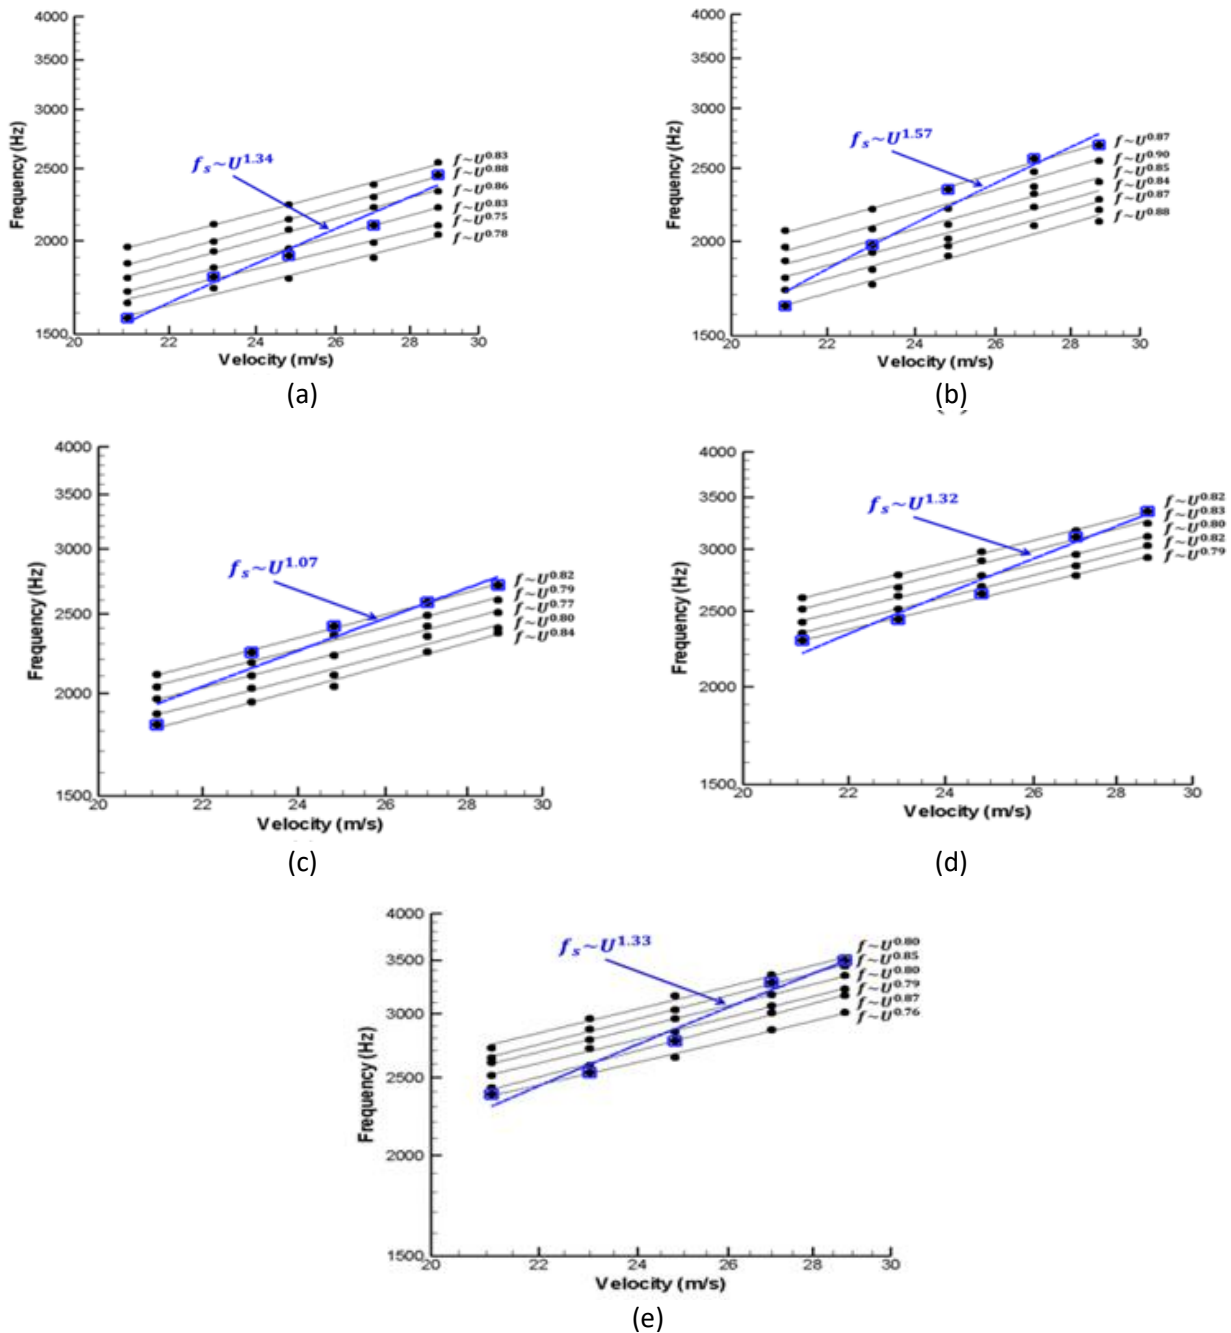 4000
3500
3000
2500
2000
1500
Frequency (Hz)
fₛ~U^1.34
f~U^0.83
f~U^0.88
f~U^0.86
f~U^0.83
f~U^0.75
f~U^0.78
20 22 24 26 28 30
Velocity (m/s)
(a)
4000
3500
3000
2500
2000
1500
Frequency (Hz)
fₛ~U^1.57
f~U^0.87
f~U^0.90
f~U^0.85
f~U^0.84
f~U^0.87
f~U^0.88
20 22 24 26 28 30
Velocity (m/s)
(b)
4000
3500
3000
2500
2000
1500
Frequency (Hz)
fₛ~U^1.07
f~U^0.82
f~U^0.79
f~U^0.77
f~U^0.80
f~U^0.84
20 22 24 26 28 30
Velocity (m/s)
(c)
4000
3500
3000
2500
2000
1500
Frequency (Hz)
fₛ~U^1.32
f~U^0.82
f~U^0.83
f~U^0.80
f~U^0.82
f~U^0.79
20 22 24 26 28 30
Velocity (m/s)
(d)
4000
3500
3000
2500
2000
1500
Frequency (Hz)
fₛ~U^1.33
f~U^0.80
f~U^0.85
f~U^0.80
f~U^0.79
f~U^0.87
f~U^0.76
20 22 24 26 28 30
Velocity (m/s)
(e)